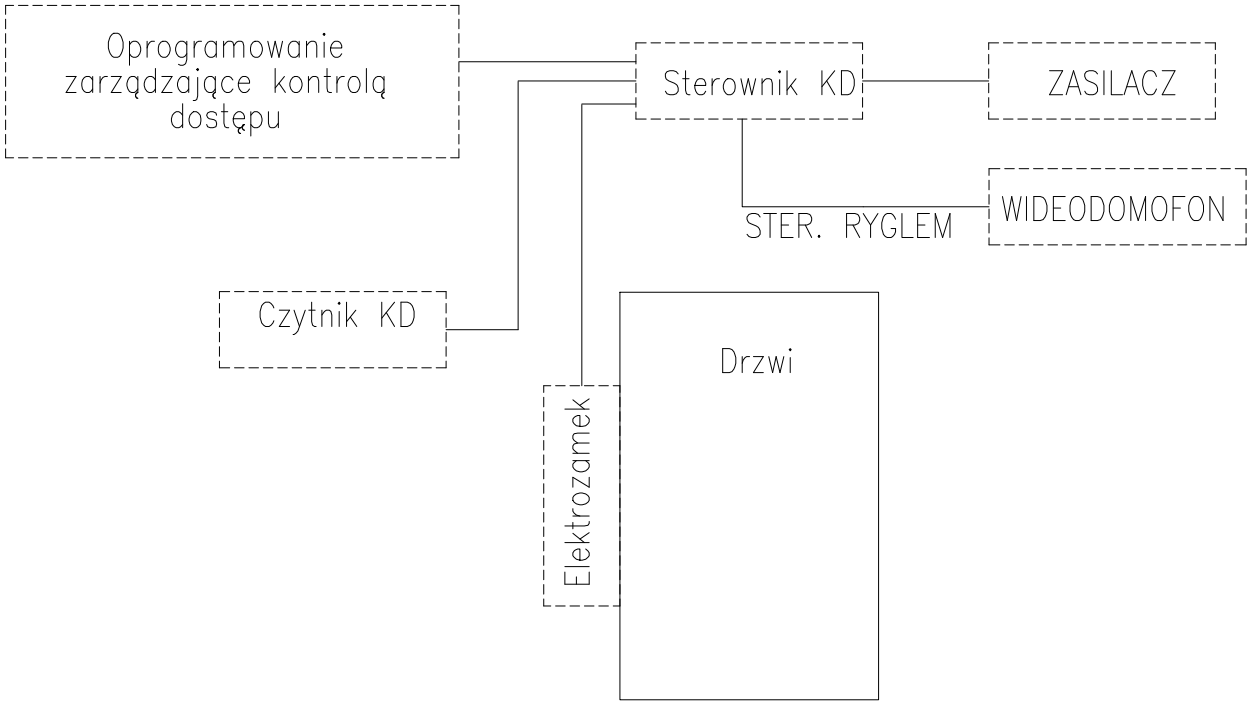 Oprogramowanie
zarządzające kontrolą
dostępu
Sterownik KD
ZASILACZ
WIDEODOMOFON
STER. RYGLEM
Czytnik KD
Drzwi
Elektrozamek